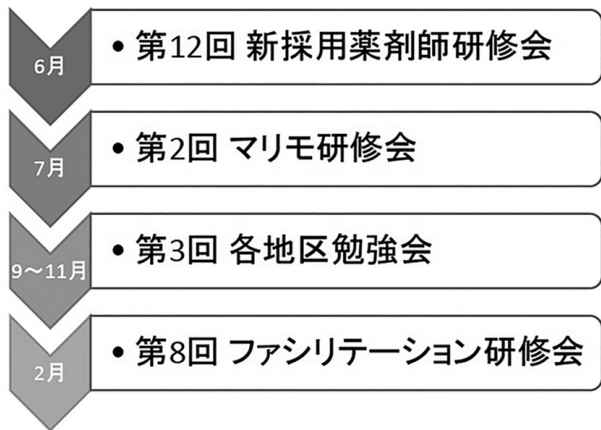 6月
• 第12回 新採用薬剤師研修会
7月
• 第2回 マリモ研修会
9～11月
• 第3回 各地区勉強会
2月
• 第8回 ファシリテーション研修会